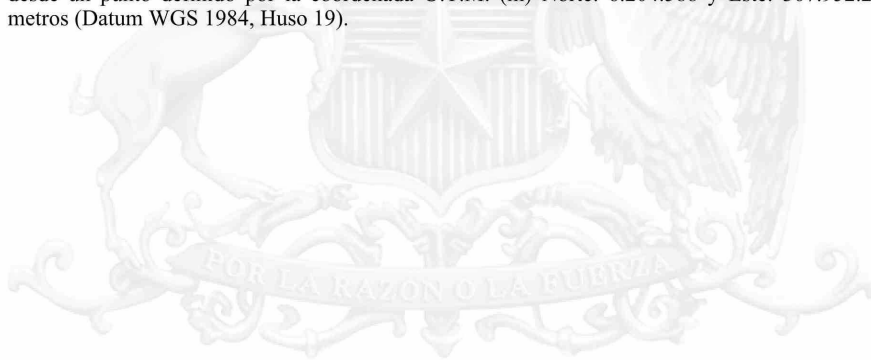 desde un punto definido por la coordenada U.T.M. (m) Norte: y Este:
metros (Datum WGS 1984, Huso 19).
POR LA RAZON O LA FUERZA